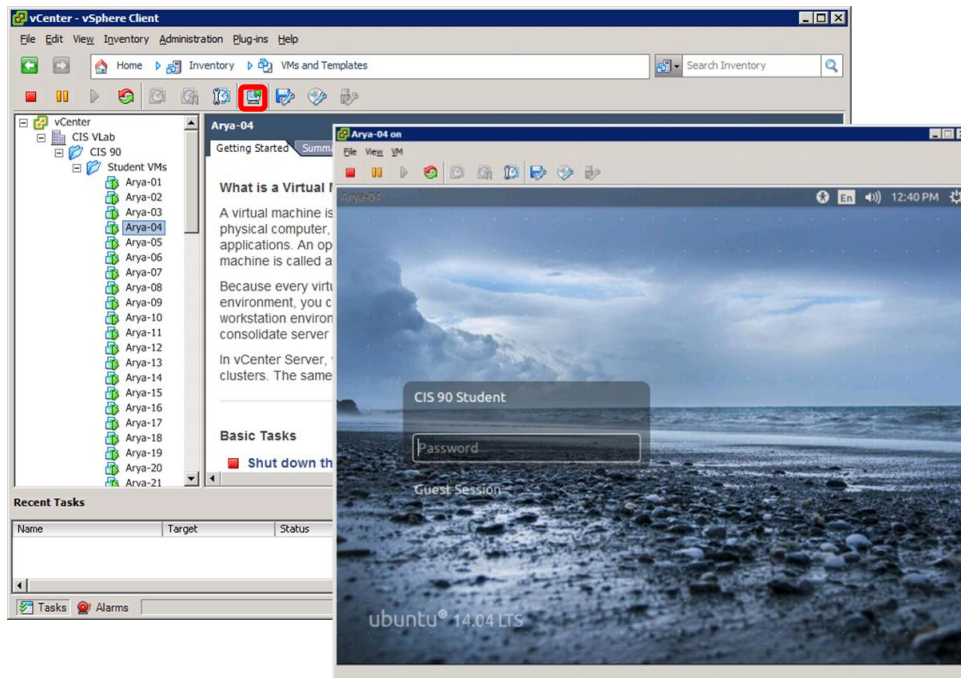 vCenter - vSphere Client
File Edit View Inventory Administration Plug-ins Help
Home Inventory VMs and Templates
Search Inventory
vCenter
CIS VLab
CIS 90
Student VMs
Arya-01
Arya-02
Arya-03
Arya-04
Arya-05
Arya-06
Arya-07
Arya-08
Arya-09
Arya-10
Arya-11
Arya-12
Arya-13
Arya-14
Arya-15
Arya-16
Arya-17
Arya-18
Arya-19
Arya-20
Arya-21
Arya-04
Getting Started Summa
What is a Virtual
A virtual machine is
physical computer,
applications. An op
machine is called a
Because every virtu
environment, you c
workstation environ
consolidate server
In vCenter Server,
clusters. The same
Basic Tasks
Shut down th
Recent Tasks
Name Target Status
Tasks Alarms
Arya-04 on
File View VM
Arya-04
En 12:40 PM
CIS 90 Student
Password
Guest Session
ubuntu® 14.04 LTS